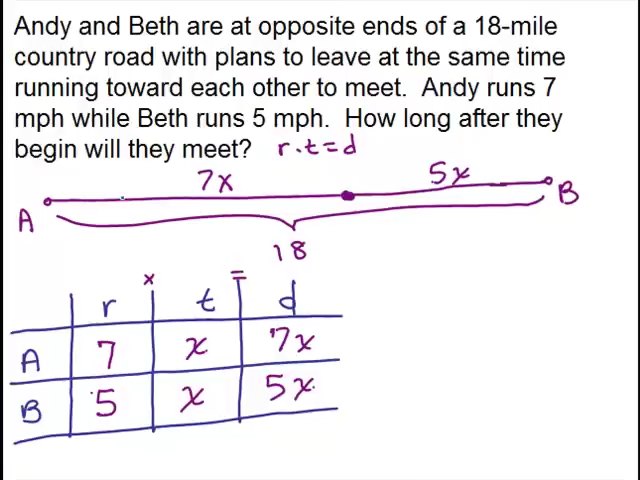 Andy and Beth are at opposite ends of a 18-mile
country road with plans to leave at the same time
running toward each other to meet.  Andy runs 7
mph while Beth runs 5 mph.  How long after they
begin will they meet?  r.t=d
7x 5x
A B
18
x =
r t d
A 7 x 7x
B 5 x 5x